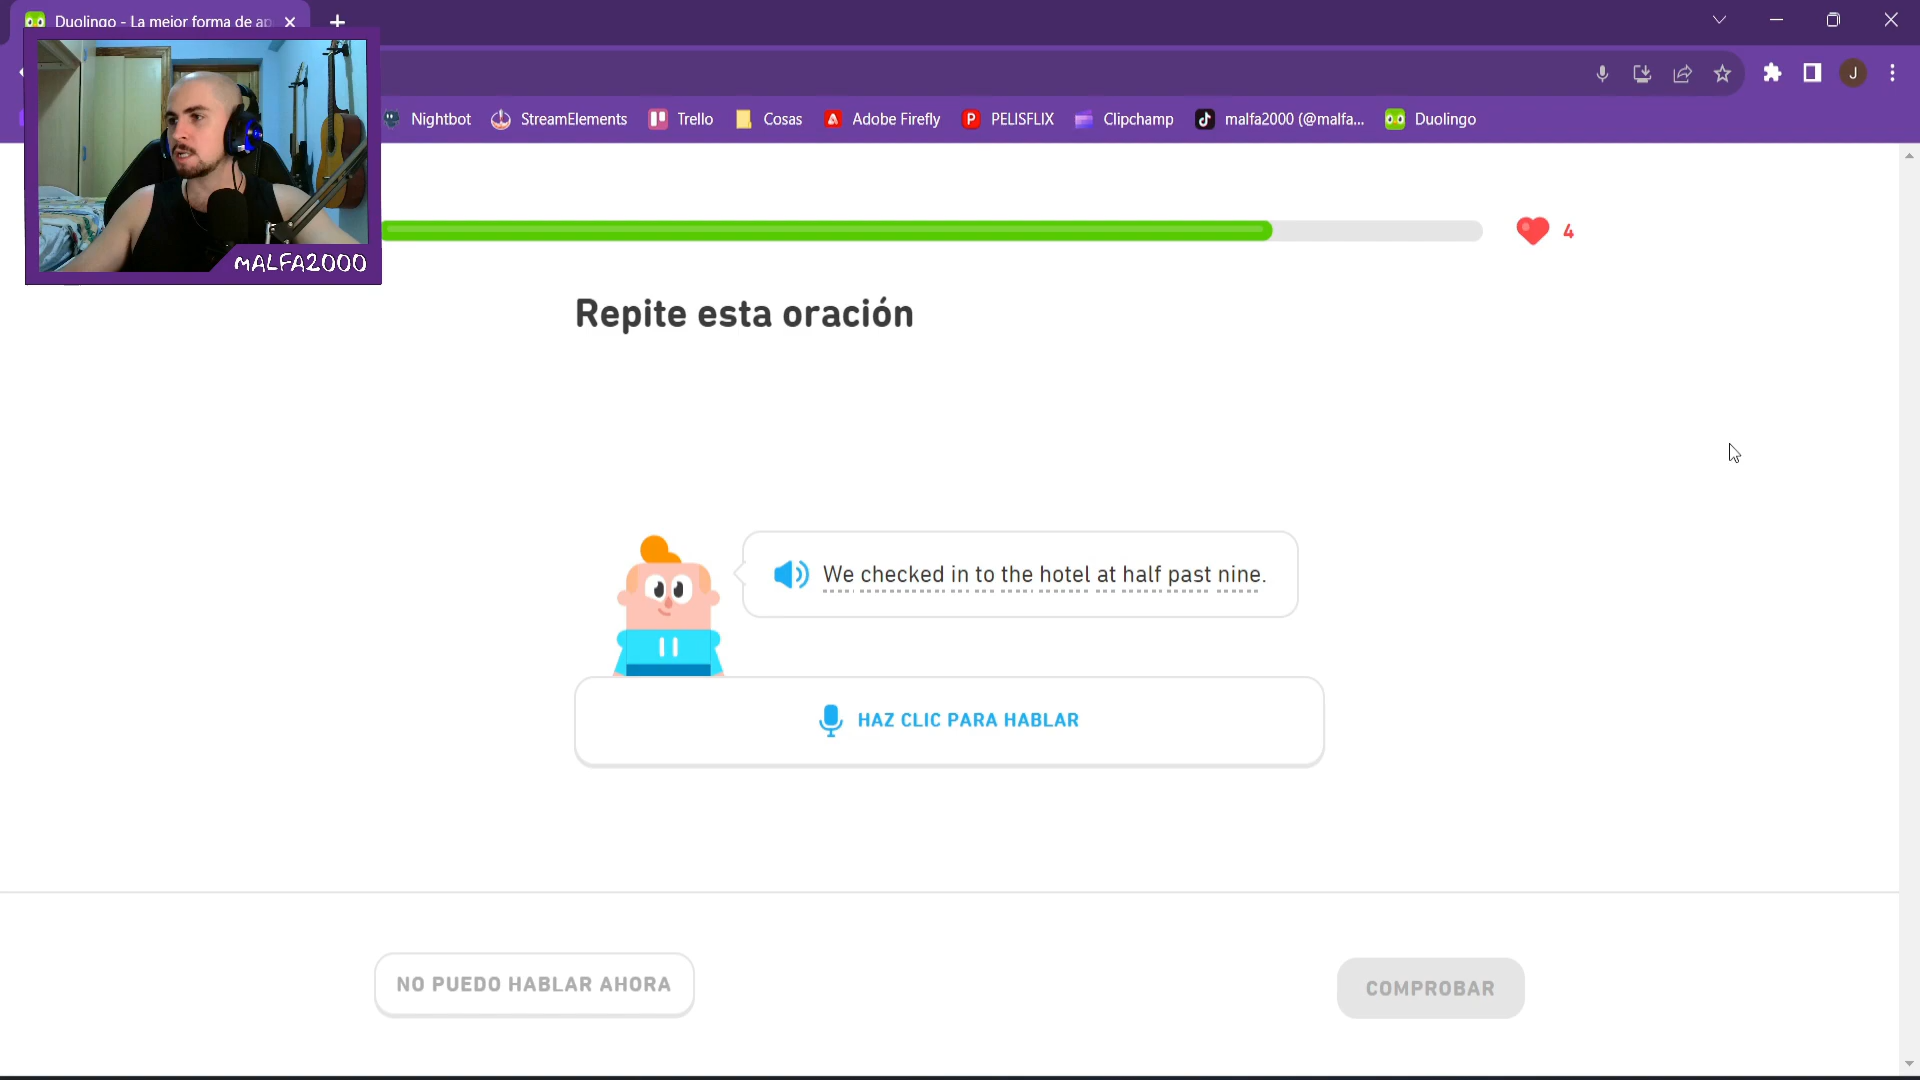 Duolingo - La mejor forma de ap
MALFA2000
Nightbot
StreamElements
Trello
Cosas
Adobe Firefly
PELISFLIX
Clipchamp
malfa2000 (@malfa...
Duolingo
J
4
Repite esta oración
We checked in to the hotel at half past nine.
HAZ CLIC PARA HABLAR
NO PUEDO HABLAR AHORA
COMPROBAR